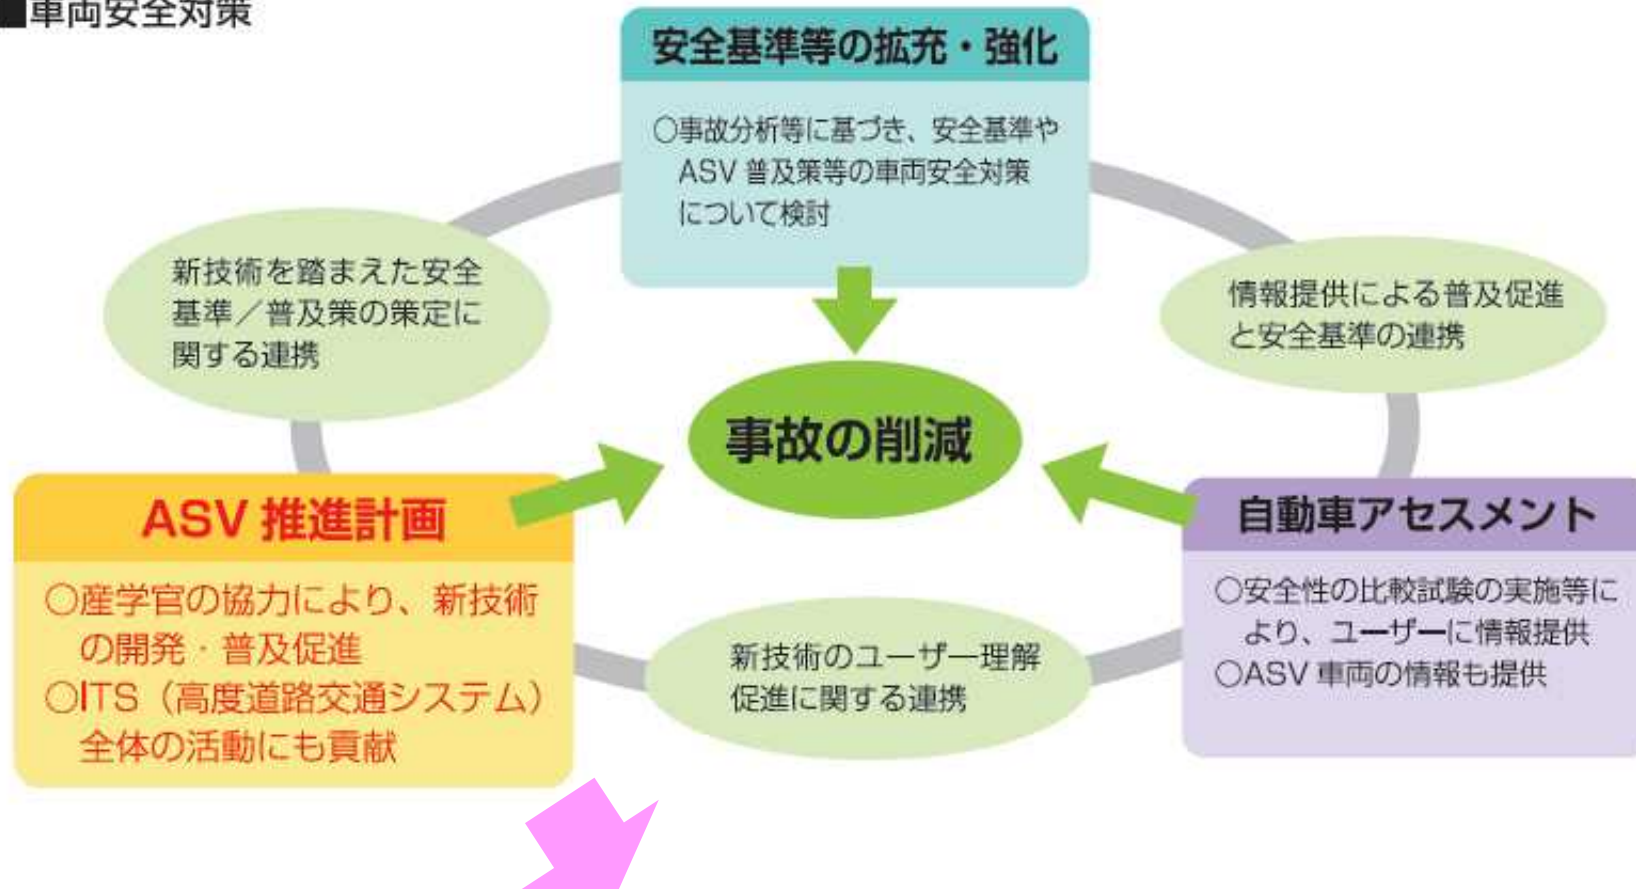 ■車両安全対策
安全基準等の拡充・強化
○事故分析等に基づき、安全基準や
ASV 普及策等の車両安全対策
について検討
新技術を踏まえた安全
基準／普及策の策定に
関する連携
情報提供による普及促進
と安全基準の連携
事故の削減
ASV 推進計画
○産学官の協力により、新技術
の開発・普及促進
○ITS（高度道路交通システム）
全体の活動にも貢献
新技術のユーザー理解
促進に関する連携
自動車アセスメント
○安全性の比較試験の実施等に
より、ユーザーに情報提供
○ASV 車両の情報も提供